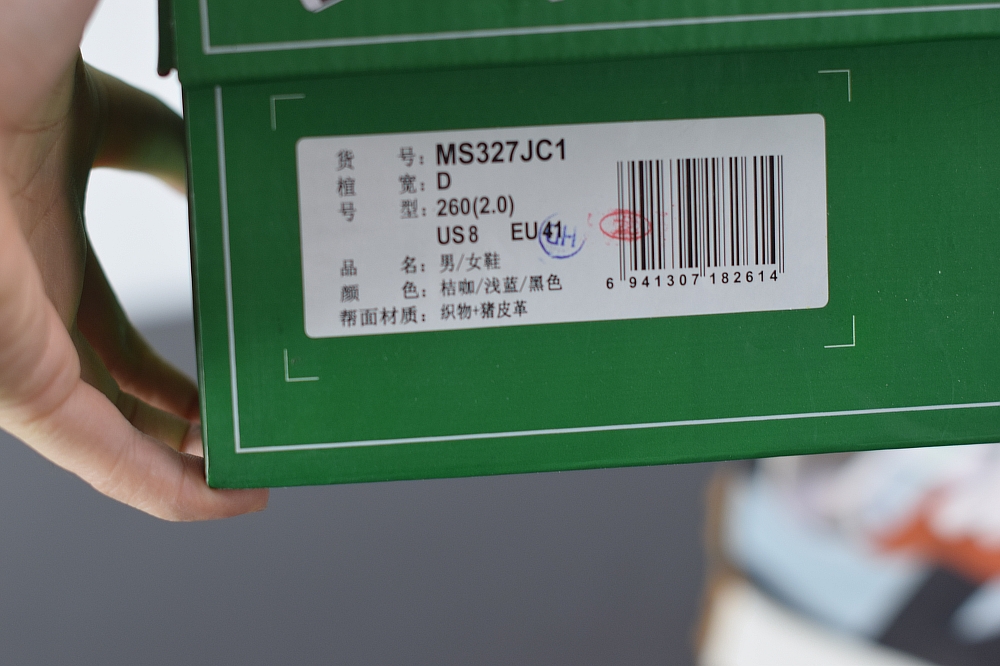 货 号：MS327JC1
楦 宽：D
号 型：260(2.0)
US8 EU41
品 名：男/女鞋
颜 色：桔咖/浅蓝/黑色
帮面材质：织物+猪皮革
6 941307 182614